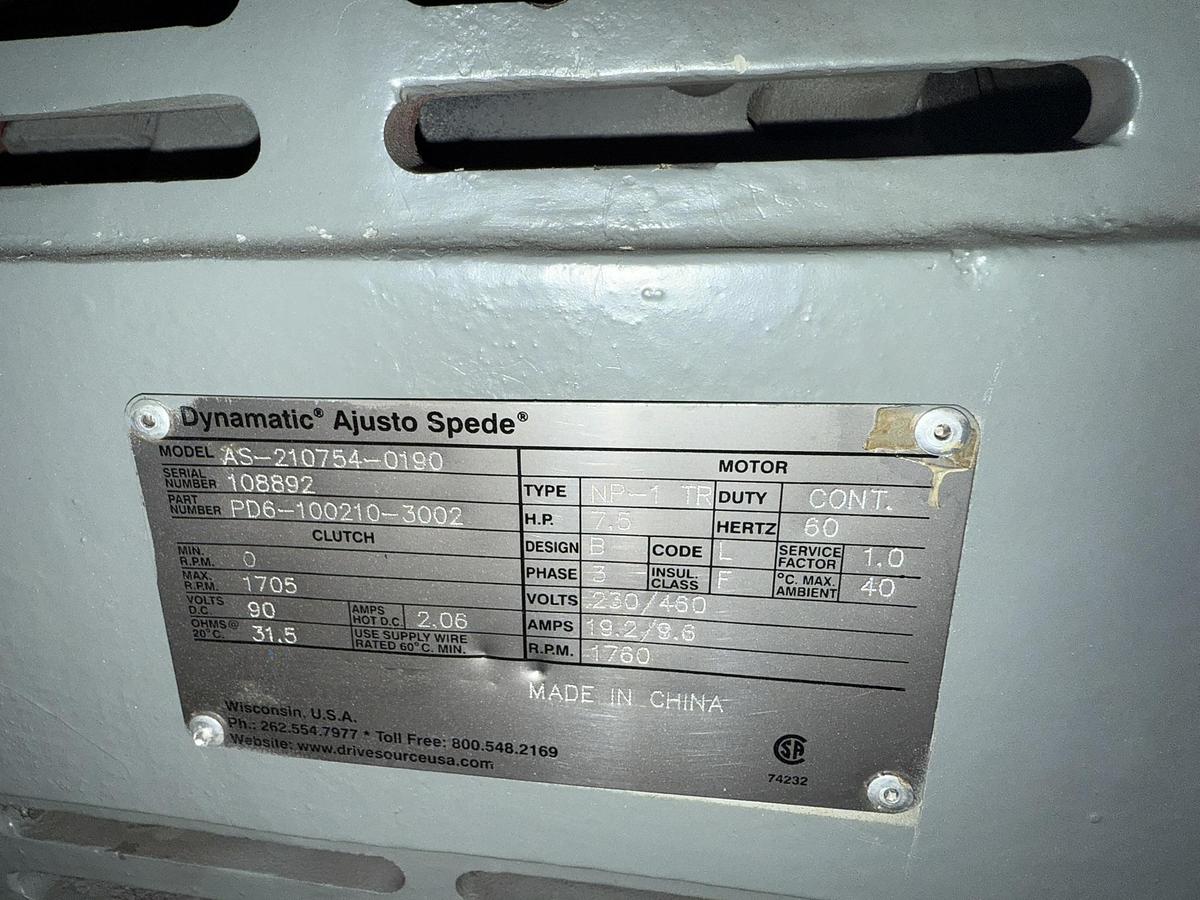 Dynamatic® Ajusto Spede®
MODEL AS-210754-0190
SERIAL NUMBER 108892
PART NUMBER PD6-100210-3002
CLUTCH
MIN. R.P.M. 0
MAX. R.P.M. 1705
VOLTS D.C. 90 AMPS HOT D.C. 2.06
OHMS@ 20°C. 31.5 USE SUPPLY WIRE RATED 60°C. MIN.
MOTOR
TYPE NP-1 TR DUTY CONT.
H.P. 7.5 HERTZ 60
DESIGN B CODE L SERVICE FACTOR 1.0
PHASE 3 INSUL. CLASS F °C. MAX. AMBIENT 40
VOLTS 230/460
AMPS 19.2/9.6
R.P.M. 1760
MADE IN CHINA
Wisconsin, U.S.A.
Ph.: 262.554.7977 * Toll Free: 800.548.2169
Website: www.drivesourceusa.com
SA
74232